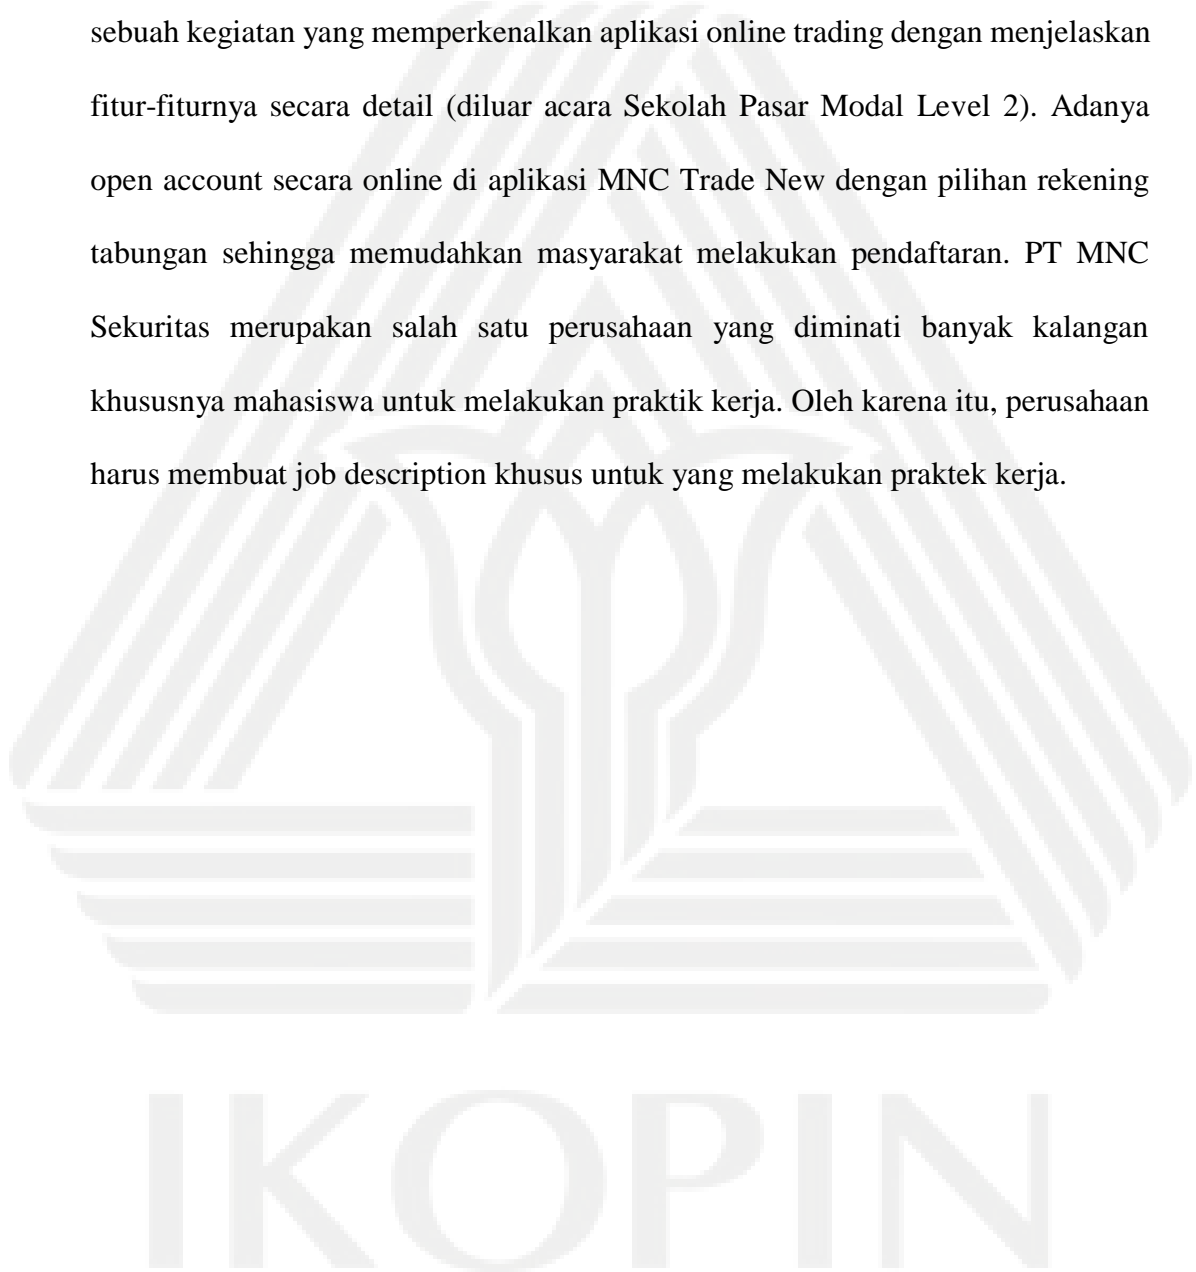 sebuah kegiatan yang memperkenalkan aplikasi online trading dengan menjelaskan
fitur-fiturnya secara detail (diluar acara Sekolah Pasar Modal Level 2). Adanya
open account secara online di aplikasi MNC Trade New dengan pilihan rekening
tabungan sehingga memudahkan masyarakat melakukan pendaftaran. PT MNC
Sekuritas merupakan salah satu perusahaan yang diminati banyak kalangan
khususnya mahasiswa untuk melakukan praktik kerja. Oleh karena itu, perusahaan
harus membuat job description khusus untuk yang melakukan praktek kerja.
IKOPIN